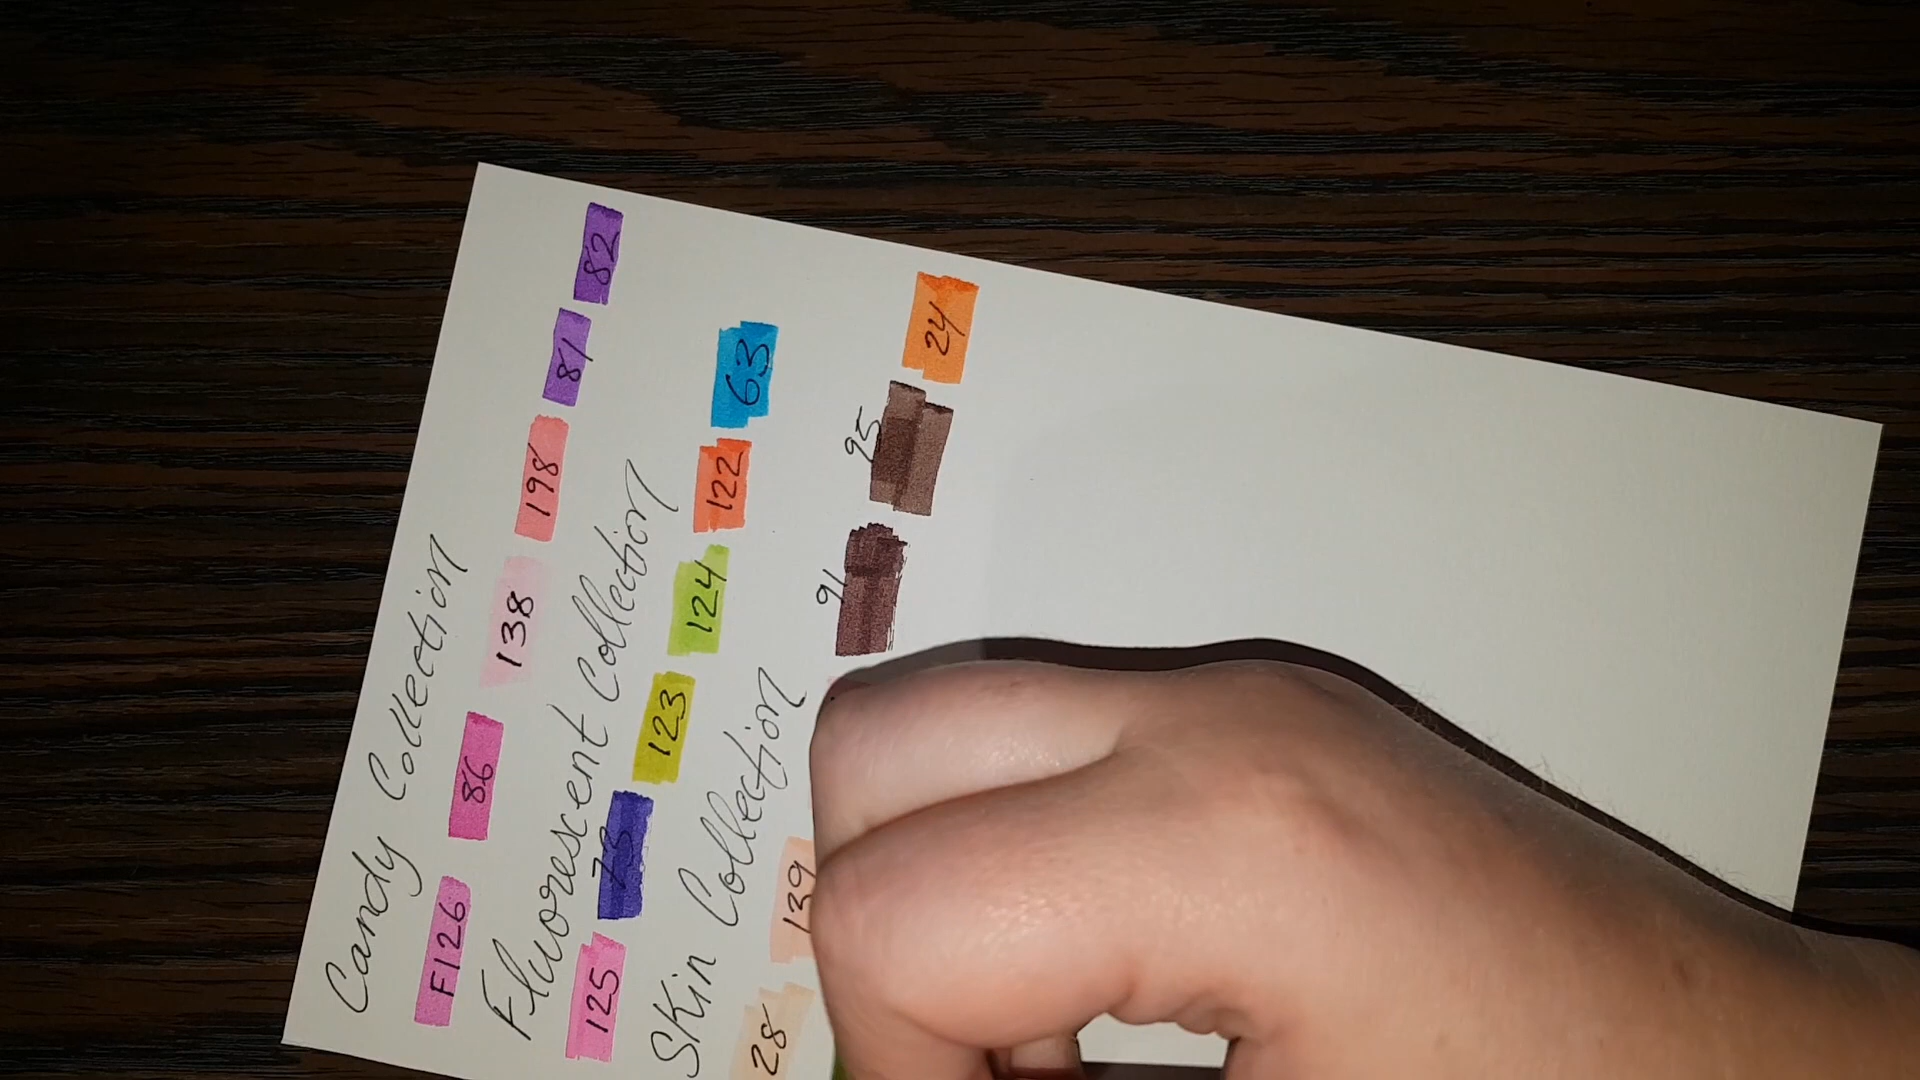 Candy Collection
F126 86 138 198 81 82
Fluorescent Collection
125 73 123 124 122 63
Skin Collection
28 139 91 95 24